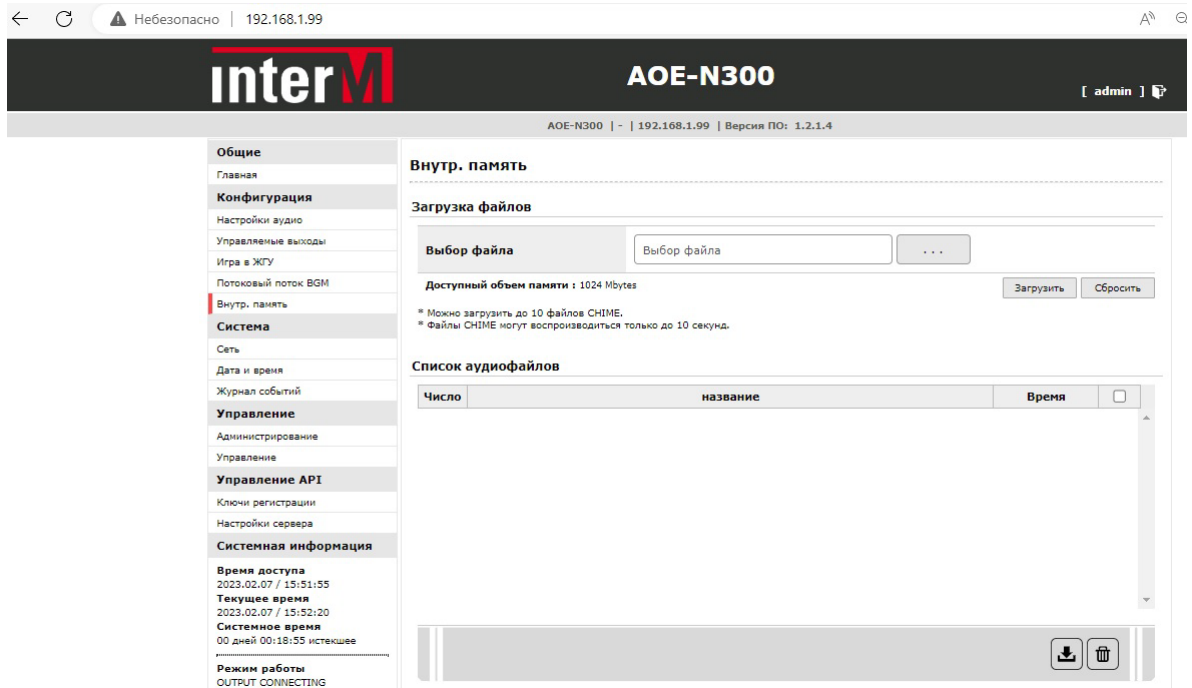 Небезопасно | 192.168.1.99
interM
AOE-N300
[ admin ]
AOE-N300 | - | 192.168.1.99 | Версия ПО: 1.2.1.4
Общие
Главная
Конфигурация
Настройки аудио
Управляемые выходы
Игра в ЖГУ
Потоковый поток BGM
Внутр. память
Система
Сеть
Дата и время
Журнал событий
Управление
Администрирование
Управление
Управление API
Ключи регистрации
Настройки сервера
Системная информация
Время доступа
2023.02.07 / 15:51:55
Текущее время
2023.02.07 / 15:52:20
Системное время
00 дней 00:18:55 истекшее
Режим работы
OUTPUT CONNECTING
Внутр. память
Загрузка файлов
Выбор файла Выбор файла ...
Доступный объем памяти : 1024 Mbytes Загрузить Сбросить
* Можно загрузить до 10 файлов CHIME.
* Файлы CHIME могут воспроизводиться только до 10 секунд.
Список аудиофайлов
Число название Время